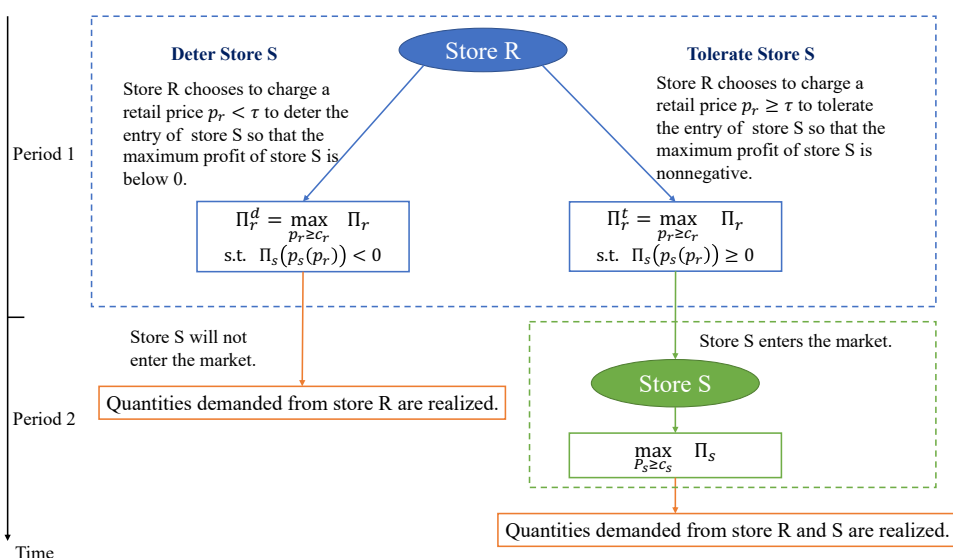 Store R
Deter Store S
Store R chooses to charge a
retail price p_r < τ to deter the
entry of store S so that the
maximum profit of store S is
below 0.
Tolerate Store S
Store R chooses to charge a
retail price p_r ≥ τ to tolerate
the entry of store S so that the
maximum profit of store S is
nonnegative.
Period 1
Π_r^d = max_{p_r≥c_r} Π_r
s.t. Π_s(p_s(p_r)) < 0
Π_r^t = max_{p_r≥c_r} Π_r
s.t. Π_s(p_s(p_r)) ≥ 0
Store S will not
enter the market.
Store S enters the market.
Store S
Quantities demanded from store R are realized.
Period 2
max_{P_s≥c_s} Π_s
Quantities demanded from store R and S are realized.
Time